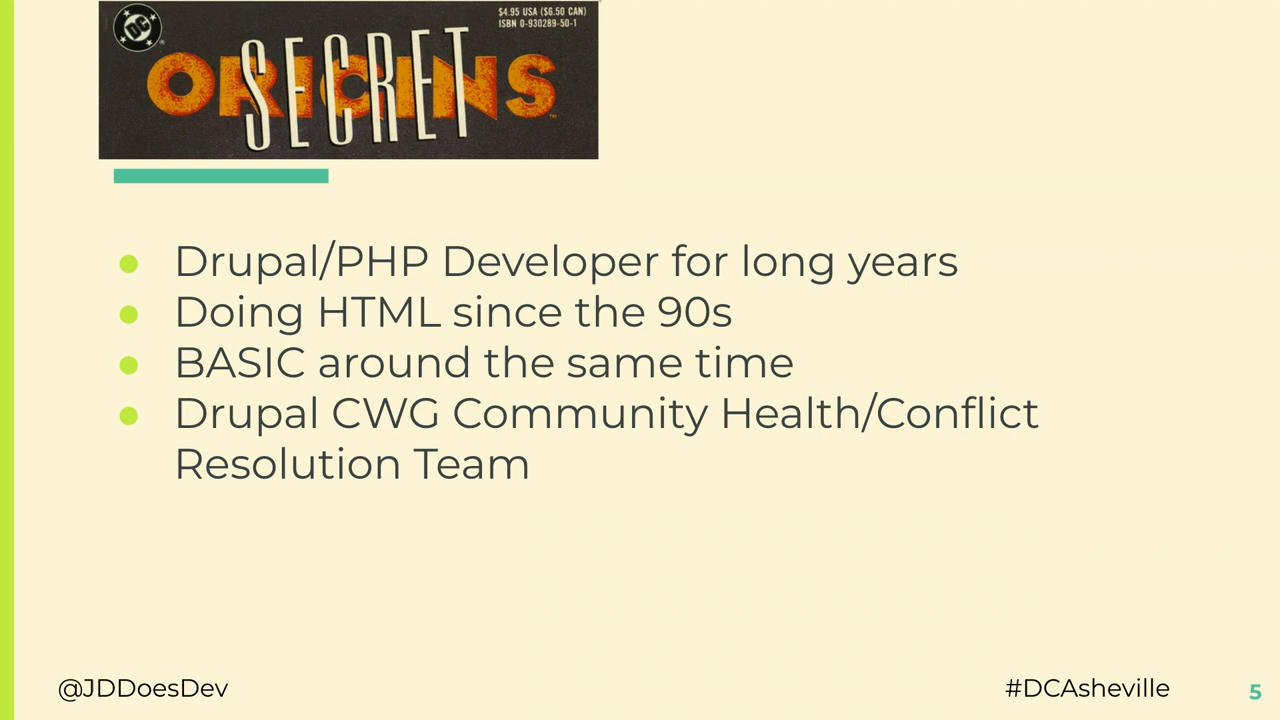 DC
$4.95 USA ($6.50 CAN)
ISBN 0-930289-50-1
SECRET
ORIGINS
Drupal/PHP Developer for long years
Doing HTML since the 90s
BASIC around the same time
Drupal CWG Community Health/Conflict
Resolution Team
@JDDoesDev
#DCAsheville
5